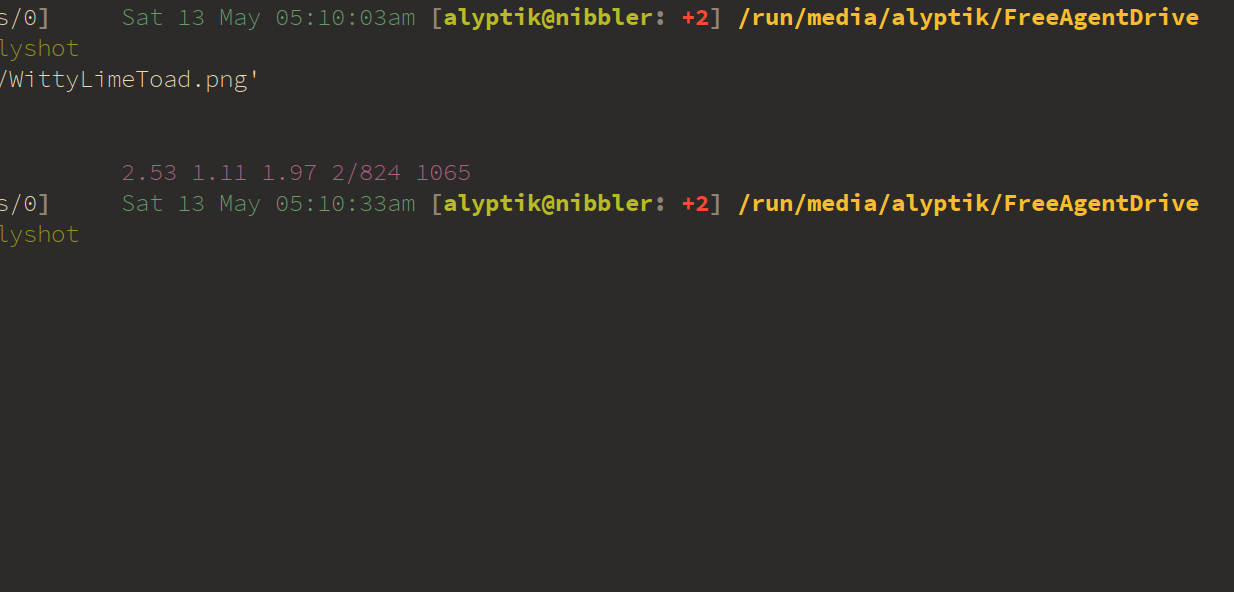 s/0] Sat 13 May 05:10:03am [alyptik@nibbler: +2] /run/media/alyptik/FreeAgentDrive
lyshot
/WittyLimeToad.png'
2.53 1.11 1.97 2/824 1065
s/0] Sat 13 May 05:10:33am [alyptik@nibbler: +2] /run/media/alyptik/FreeAgentDrive
lyshot